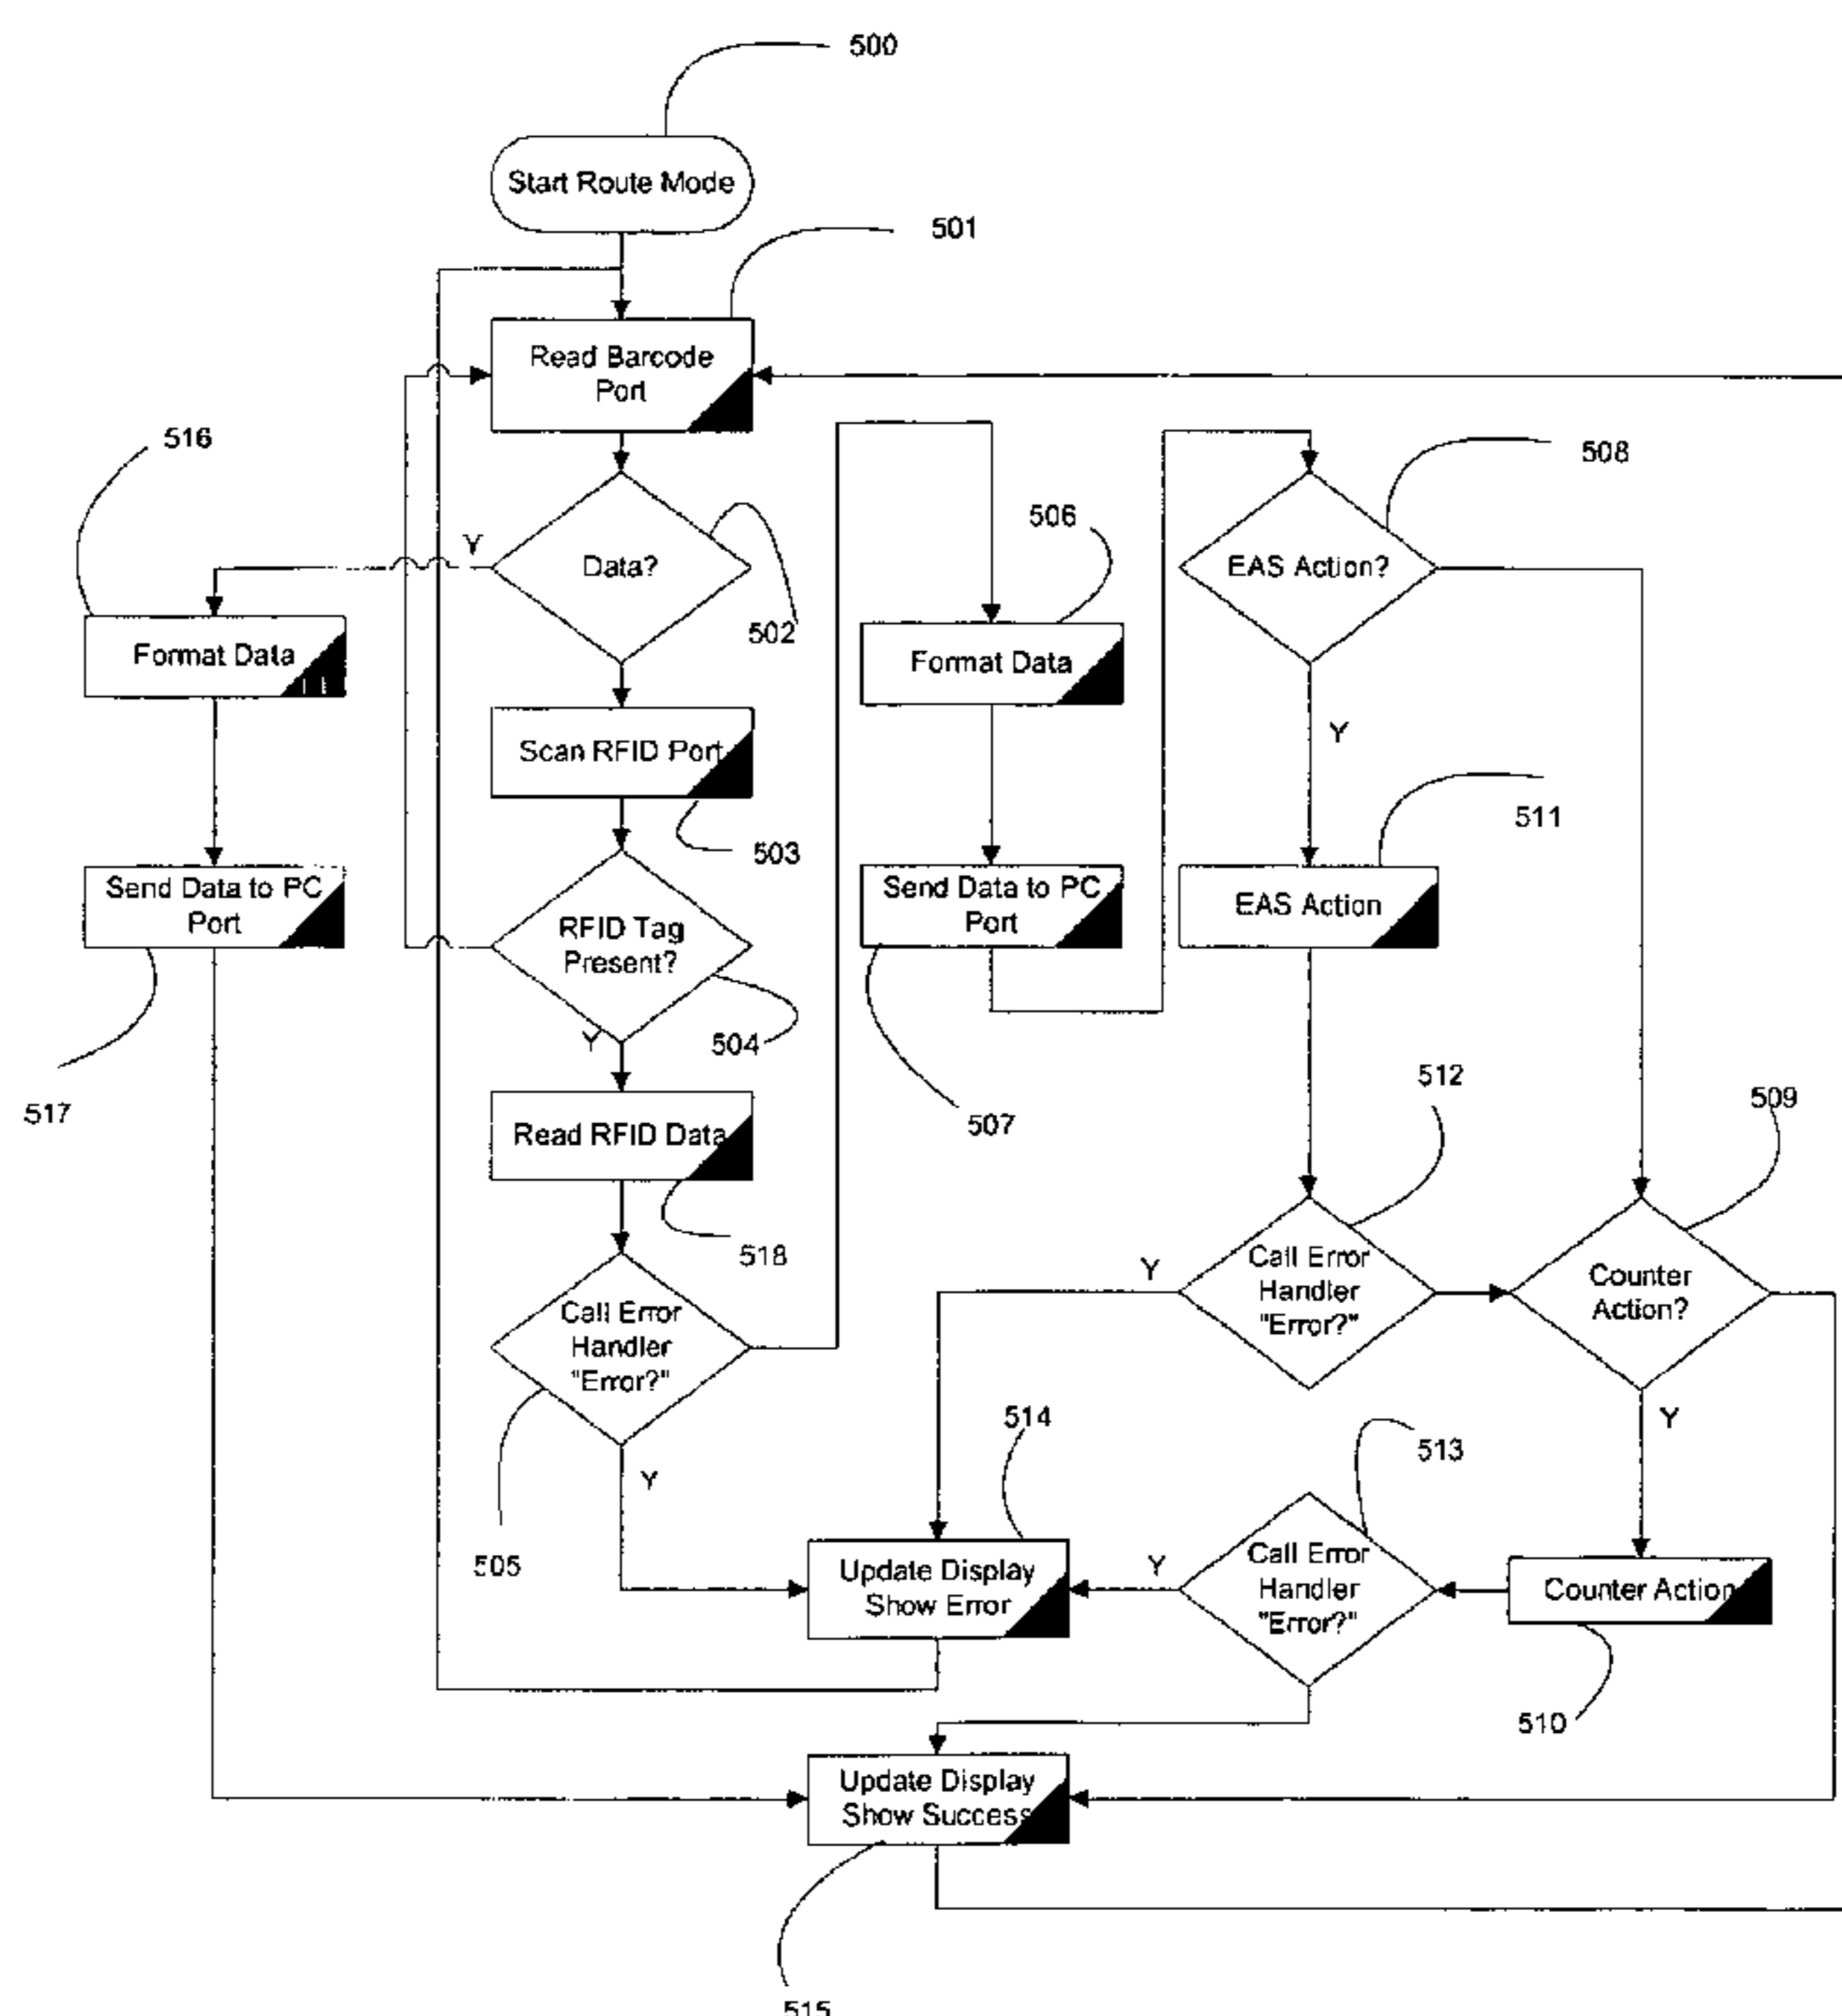 500
Start Route Mode
501
Read Barcode
Port
516
508
506
Y
Data?
EAS Action?
502
Format Data
Format Data
Y
Scan RFID Port
503
511
Send Data to PC
Port
RFID Tag
Present?
Send Data to PC
Port
EAS Action
Y
504
517
507
512
509
Read RFID Data
518
Y
Call Error
Handler
"Error?"
Counter
Action?
Call Error
Handler
"Error?"
514
Y
513
Y
505
Update Display
Show Error
Y
Call Error
Handler
"Error?"
Counter Action
510
Update Display
Show Success
515